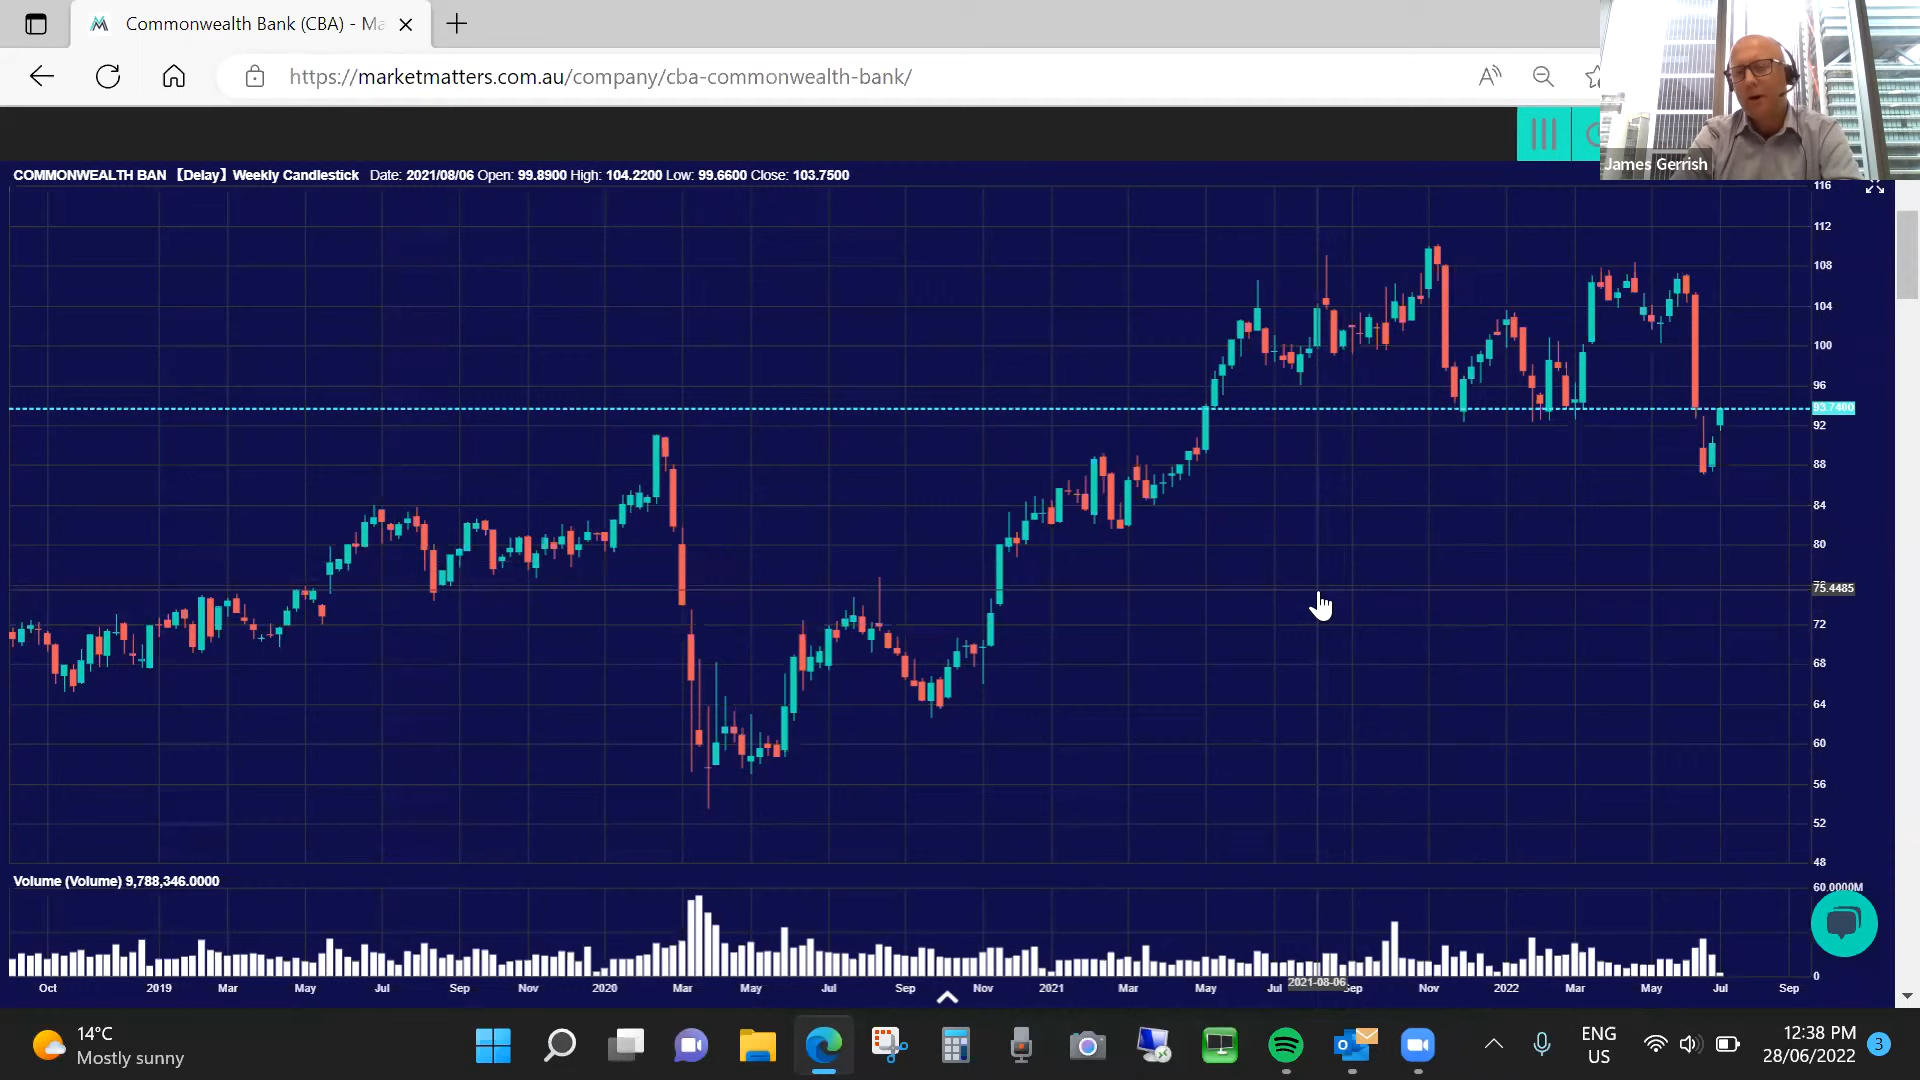 Commonwealth Bank (CBA) - Ma
https://marketmatters.com.au/company/cba-commonwealth-bank/
James Gerrish
COMMONWEALTH BAN 【Delay】Weekly Candlestick Date: 2021/08/06 Open: 99.8900 High: 104.2200 Low: 99.6600 Close: 103.7500
116
112
108
104
100
96
93.7400
92
88
84
80
75.4485
72
68
64
60
56
52
48
Volume (Volume) 9,788,346.0000
60.0000M
0
Oct 2019 Mar May Jul Sep Nov 2020 Mar May Jul Sep Nov 2021 Mar May Jul 2021-08-06 Sep Nov 2022 Mar May Jul Sep
14°C
Mostly sunny
ENG
US
12:38 PM
28/06/2022
3